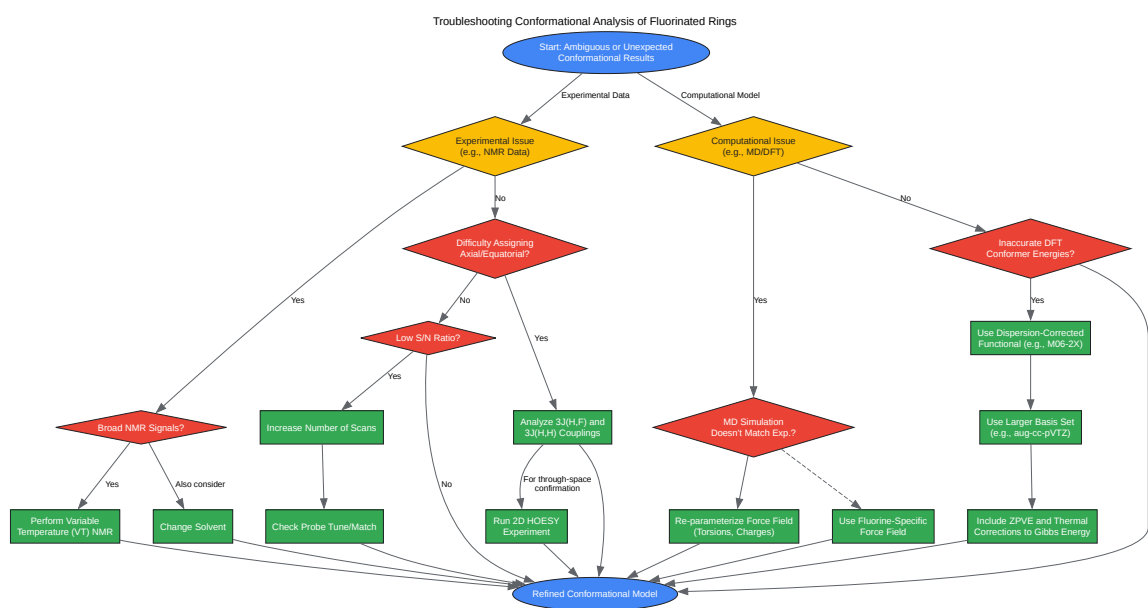 Troubleshooting Conformational Analysis of Fluorinated Rings
Start: Ambiguous or Unexpected
Conformational Results
Experimental Data
Computational Model
Experimental Issue
(e.g., NMR Data)
Computational Issue
(e.g., MD/DFT)
No
No
Difficulty Assigning
Axial/Equatorial?
Inaccurate DFT
Conformer Energies?
Yes
No
Yes
Yes
Yes
Low S/N Ratio?
Use Dispersion-Corrected
Functional (e.g., M06-2X)
Yes
Broad NMR Signals?
Increase Number of Scans
Analyze 3J(H,F) and
3J(H,H) Couplings
MD Simulation
Doesn't Match Exp.?
Use Larger Basis Set
(e.g., aug-cc-pVTZ)
Yes
Also consider
No
For through-space
confirmation
Perform Variable
Temperature (VT) NMR
Change Solvent
Check Probe Tune/Match
Run 2D HOESY
Experiment
Re-parameterize Force Field
(Torsions, Charges)
Use Fluorine-Specific
Force Field
Include ZPVE and Thermal
Corrections to Gibbs Energy
Refined Conformational Model